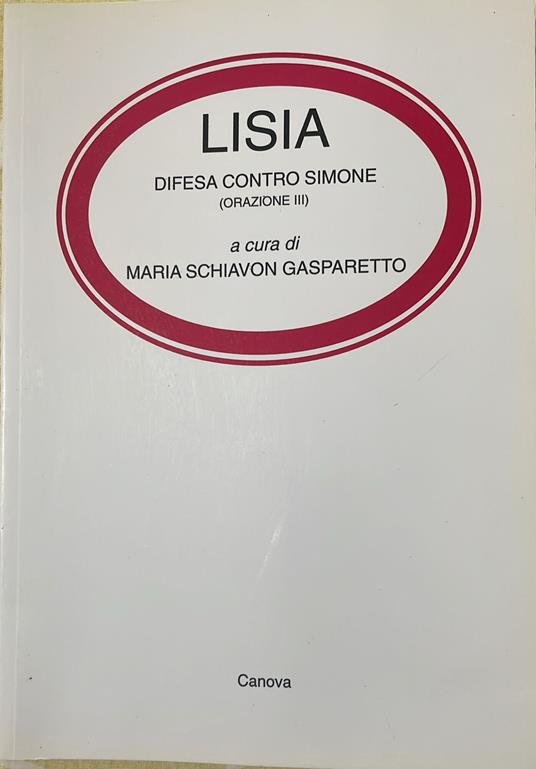 LISIA
DIFESA CONTRO SIMONE
(ORAZIONE III)
a cura di
MARIA SCHIAVON GASPARETTO
Canova